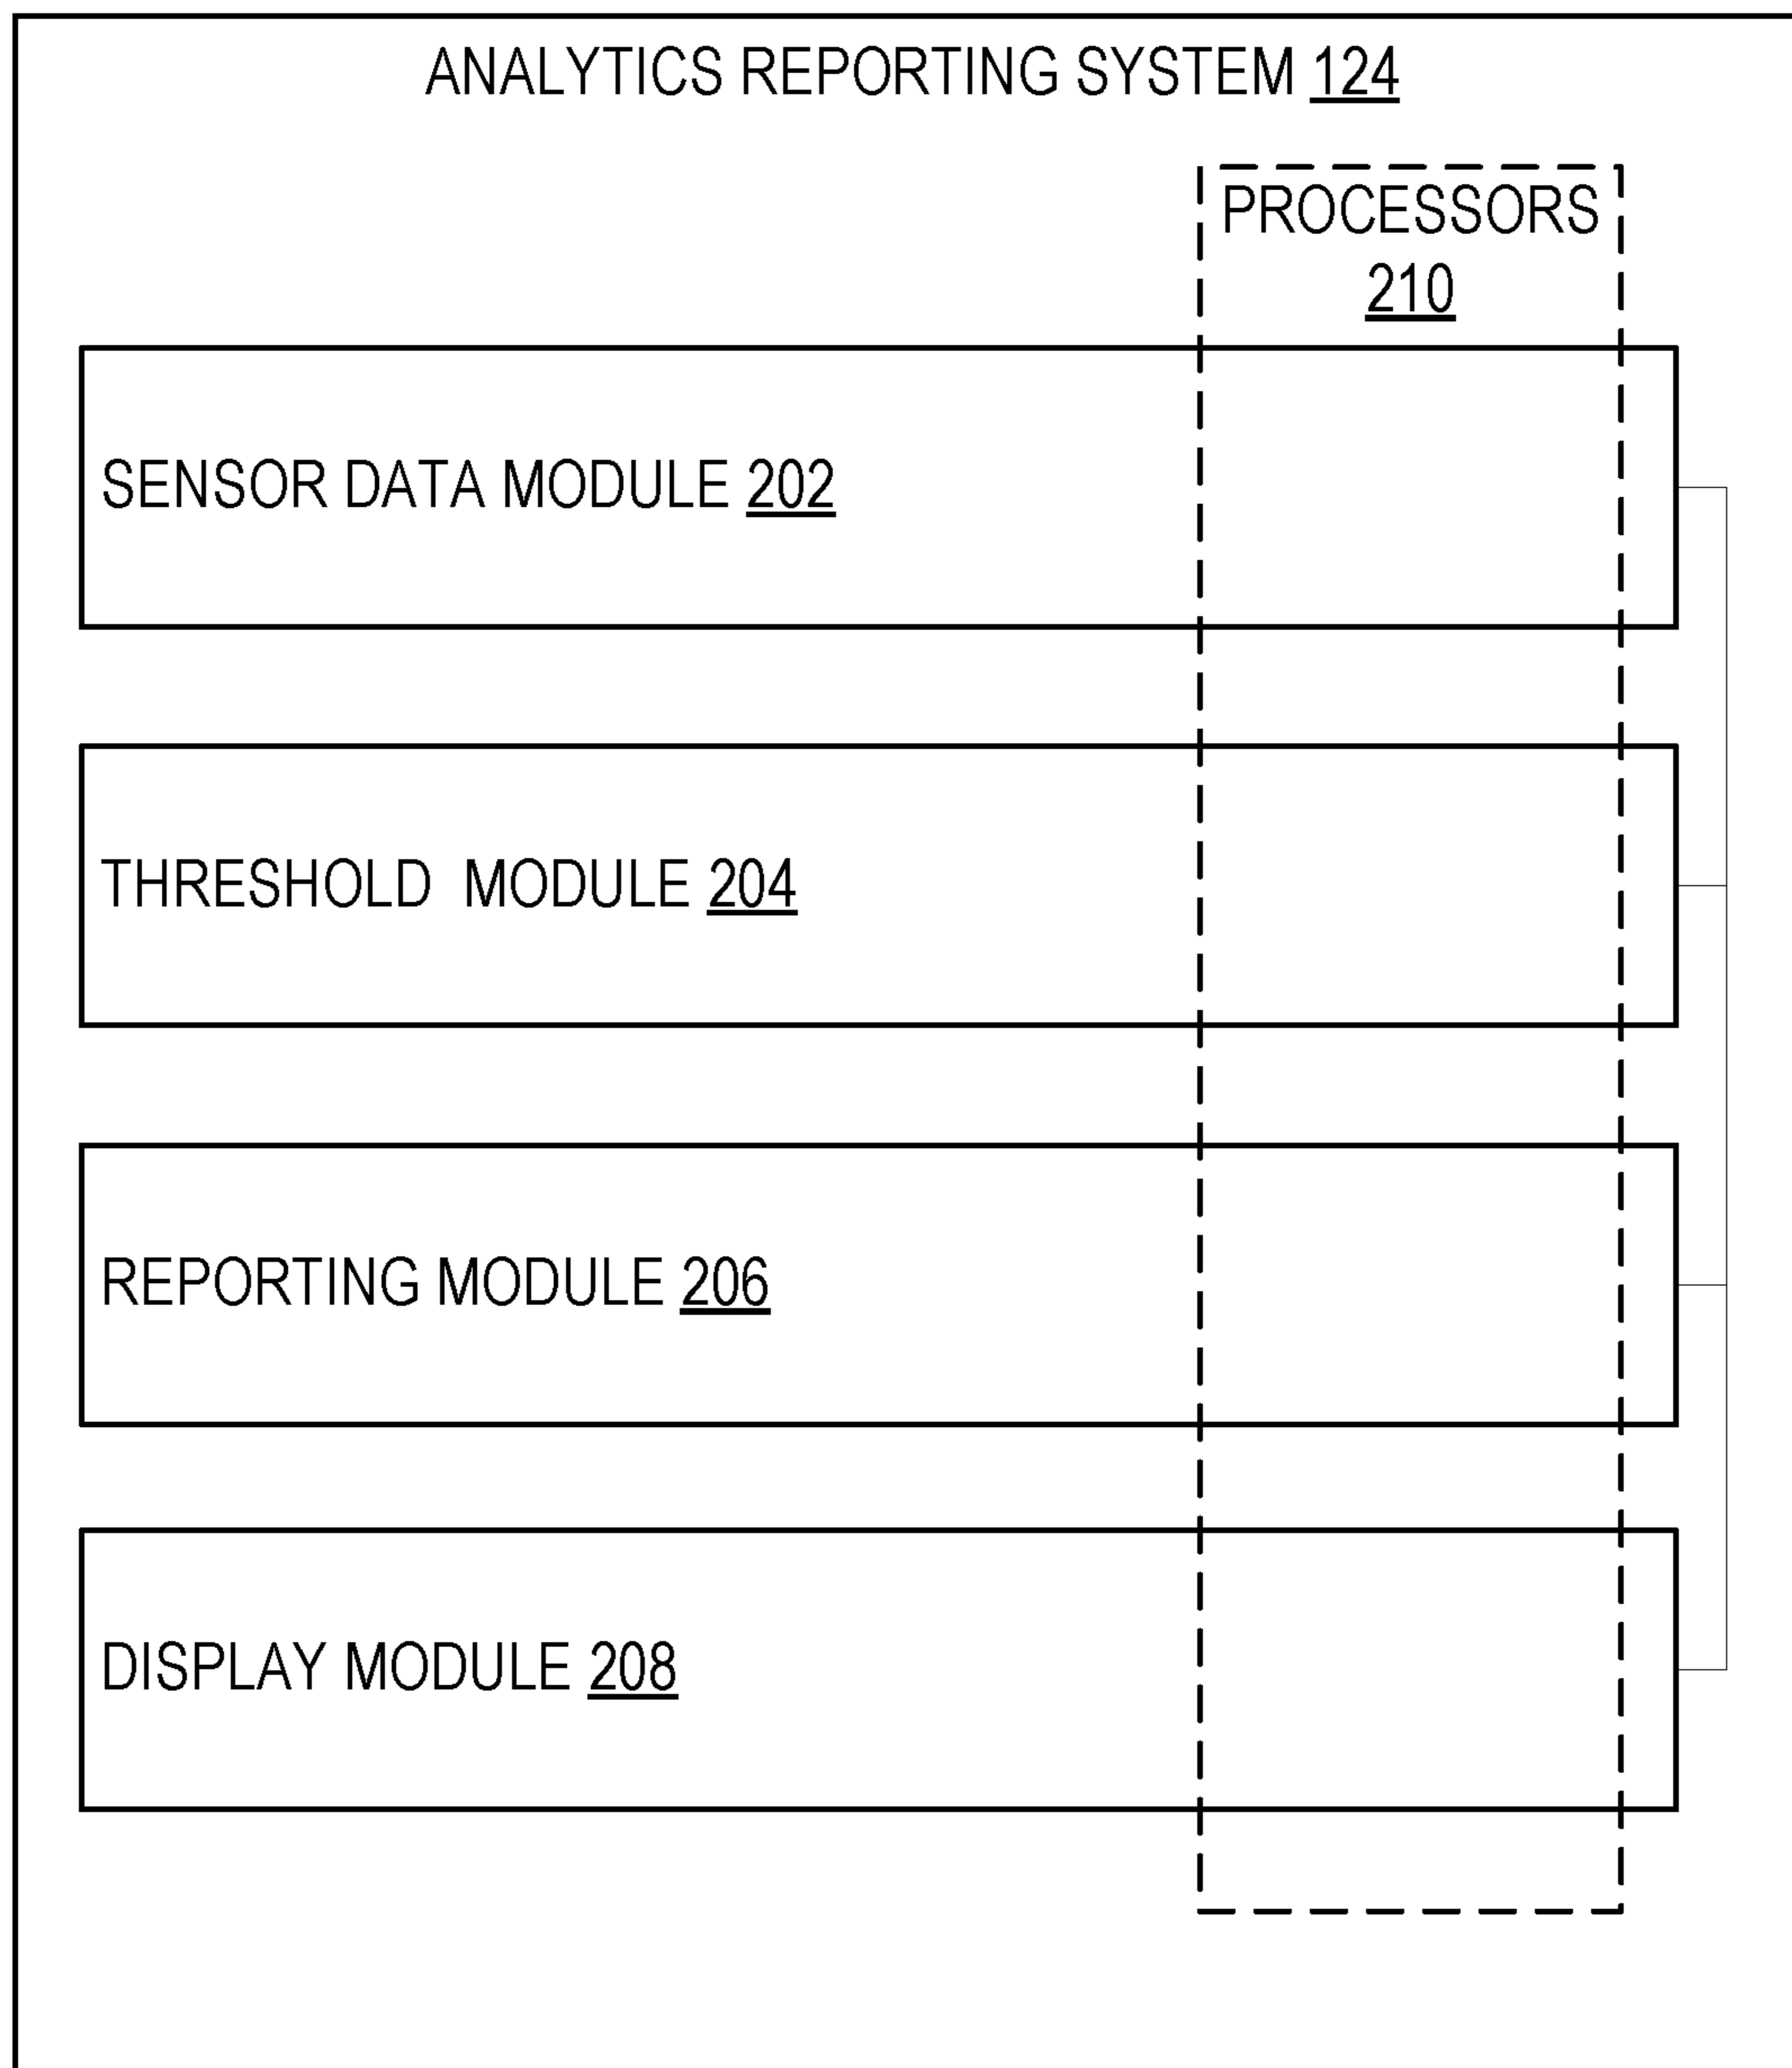 ANALYTICS REPORTING SYSTEM 124
PROCESSORS
210
SENSOR DATA MODULE 202
THRESHOLD MODULE 204
REPORTING MODULE 206
DISPLAY MODULE 208